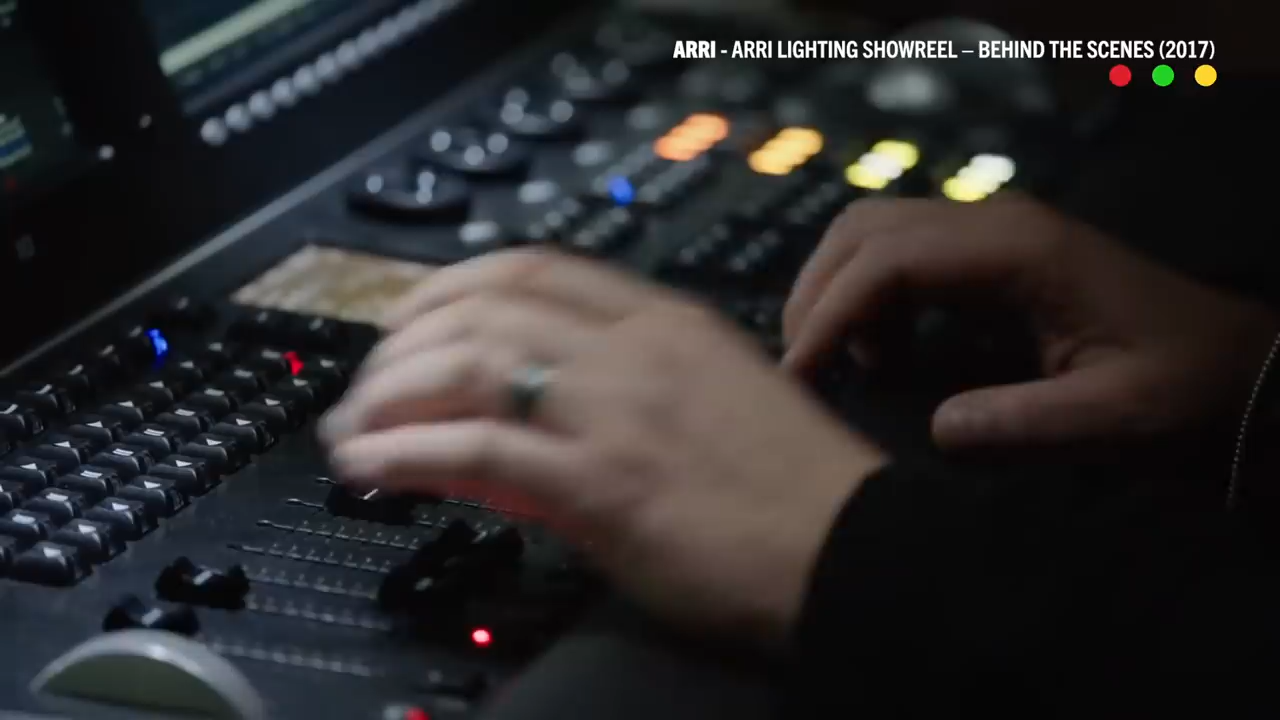 ARRI - ARRI LIGHTING SHOWREEL – BEHIND THE SCENES (2017)